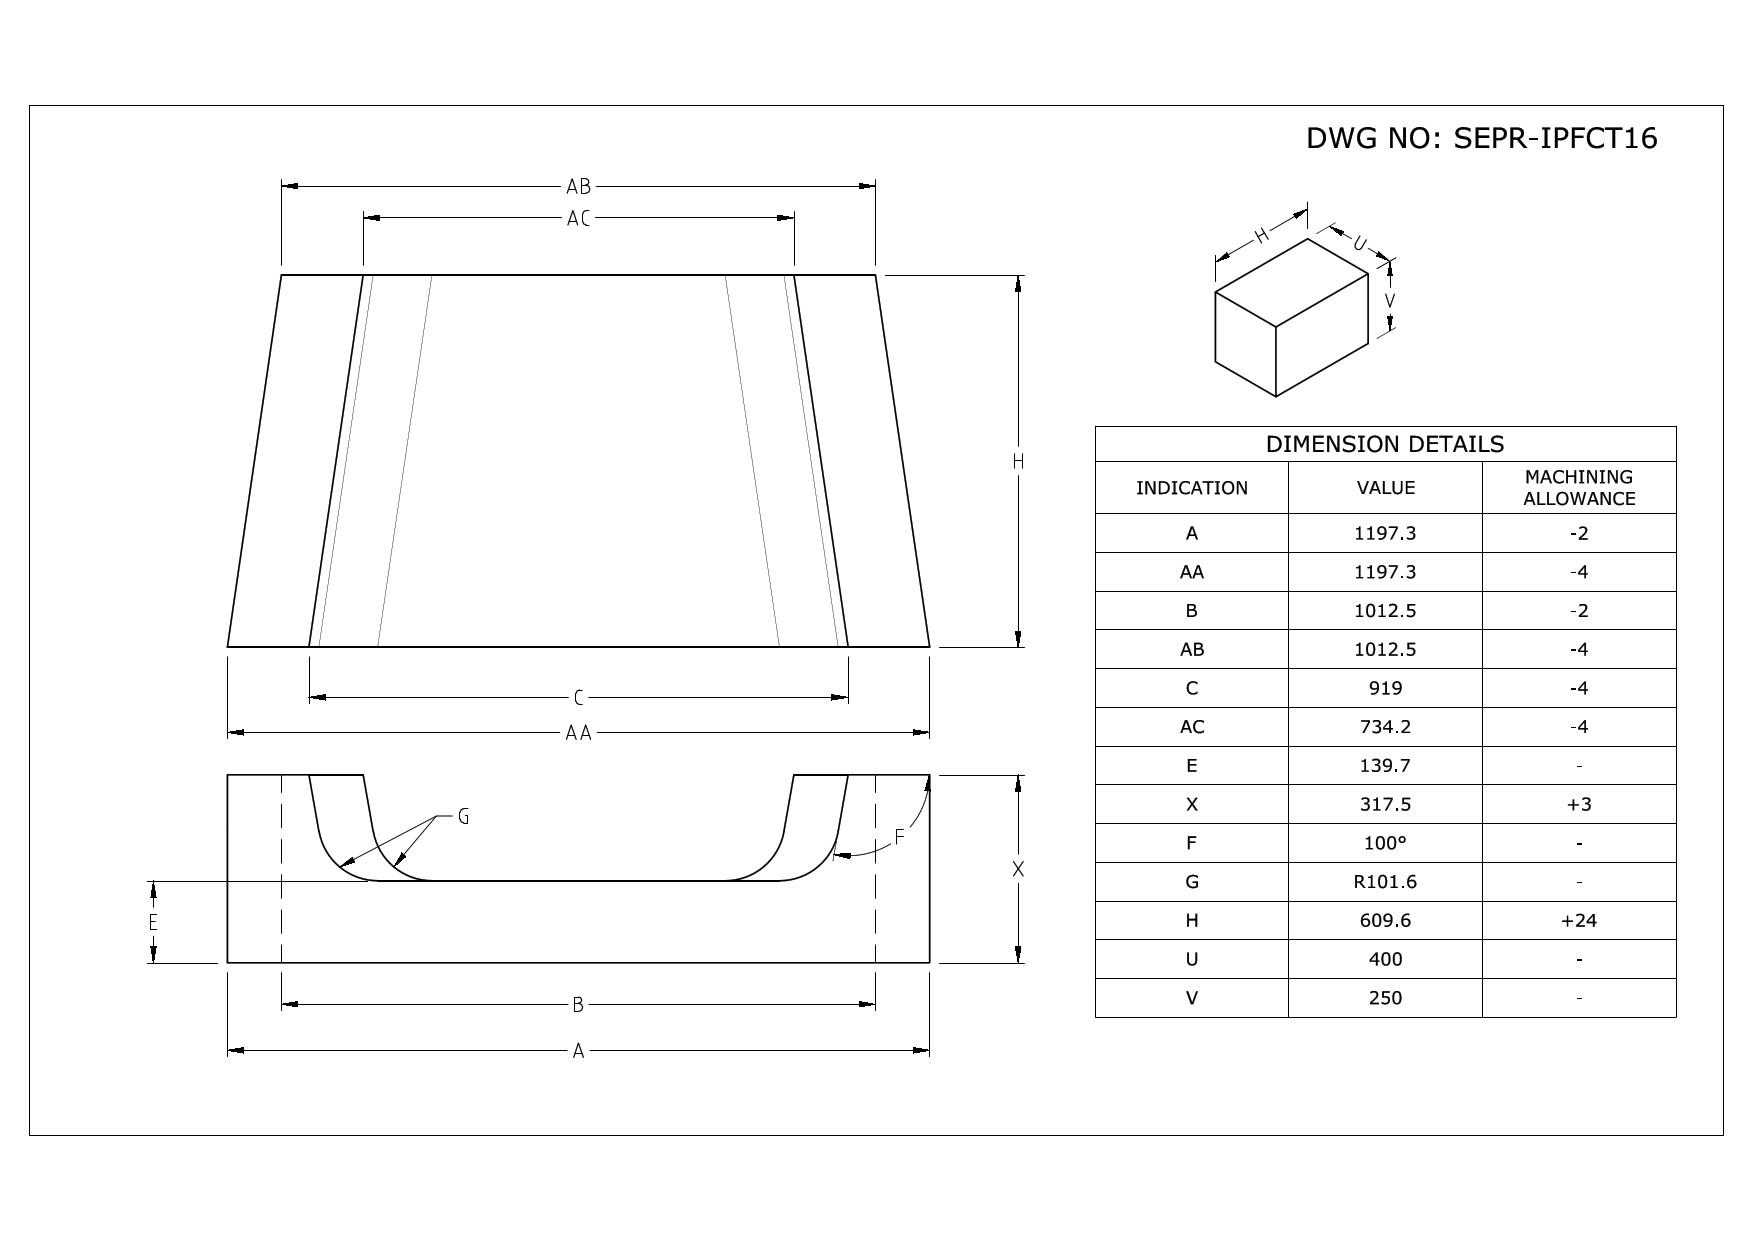 DWG NO: SEPR-IPFCT16
AB
AC
H
C
AA
G
F
X
E
B
A
H
U
V
DIMENSION DETAILS
INDICATION VALUE MACHINING ALLOWANCE
A 1197.3 -2
AA 1197.3 -4
B 1012.5 -2
AB 1012.5 -4
C 919 -4
AC 734.2 -4
E 139.7 -
X 317.5 +3
F 100° -
G R101.6 -
H 609.6 +24
U 400 -
V 250 -